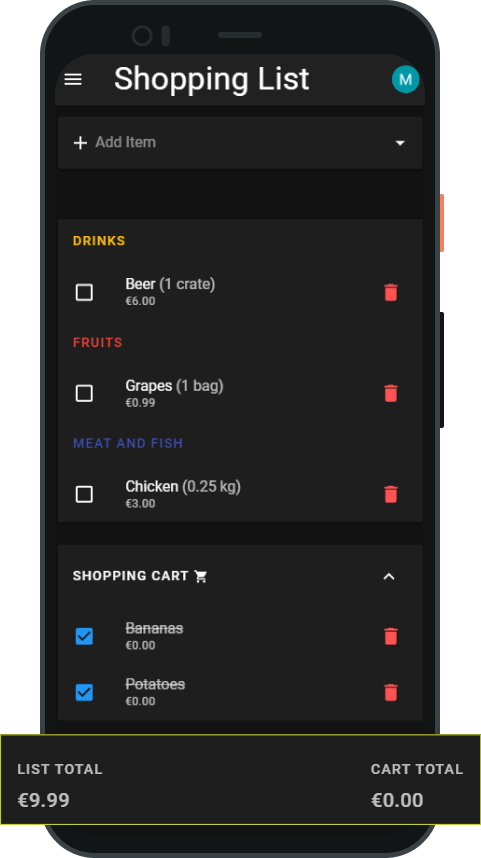 Shopping List
M
Add Item
DRINKS
Beer (1 crate)
€6.00
FRUITS
Grapes (1 bag)
€0.99
MEAT AND FISH
Chicken (0.25 kg)
€3.00
SHOPPING CART
Bananas
€0.00
Potatoes
€0.00
LIST TOTAL CART TOTAL
€9.99 €0.00